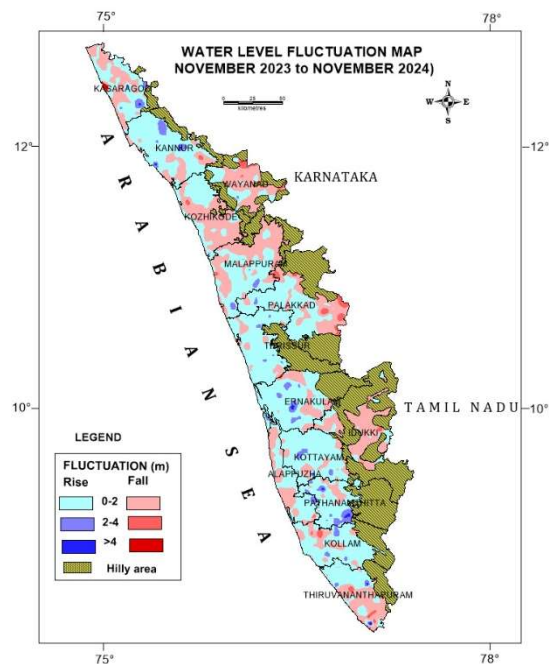 75°
78°
WATER LEVEL FLUCTUATION MAP
NOVEMBER 2023 to NOVEMBER 2024)
N
W E
S
KILOMETRES
12°
12°
KASARAGOD
KANNUR
WAYANAD
KARNATAKA
KOZHIKODE
MALAPPURAM
PALAKKAD
THRISSUR
ARABIAN SEA
10°
10°
ERNAKULAM
TAMIL NADU
IDUKKI
KOTTAYAM
ALAPPUZHA
PATHANAMTHITTA
KOLLAM
THIRUVANANTHAPURAM
LEGEND
FLUCTUATION (m)
Rise Fall
0-2
2-4
>4
Hilly area
75°
78°